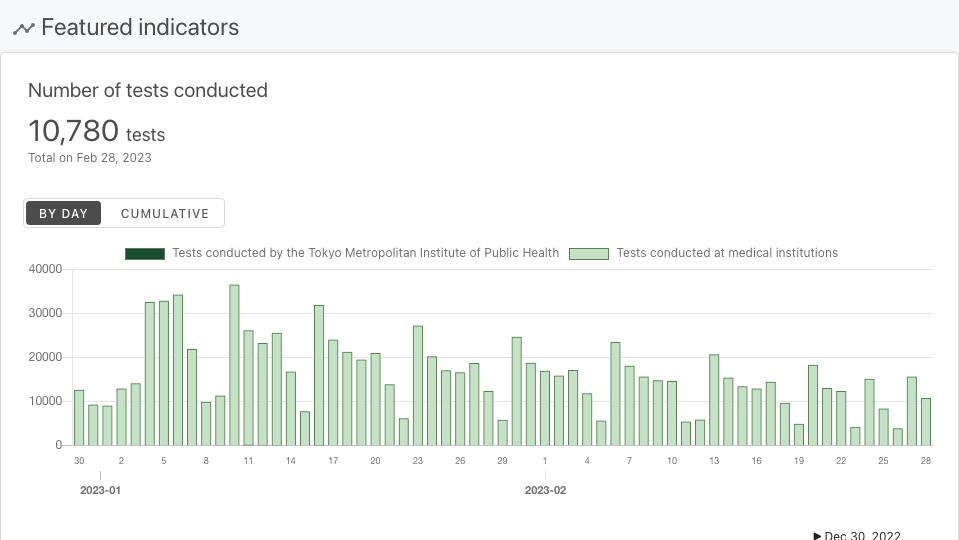 Featured indicators
Number of tests conducted
10,780 tests
Total on Feb 28, 2023
BY DAY CUMULATIVE
Tests conducted by the Tokyo Metropolitan Institute of Public Health Tests conducted at medical institutions
40000
30000
20000
10000
0
30 2 5 8 11 14 17 20 23 26 29 1 4 7 10 13 16 19 22 25 28
2023-01 2023-02
Dec 30, 2022